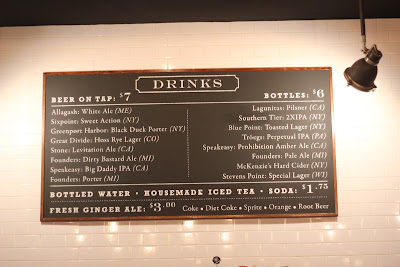 DRINKS
BEER ON TAP: $7
Allagash: White Ale (ME)
Sixpoint: Sweet Action (NY)
Greenport Harbor: Black Duck Porter (NY)
Great Divide: Hoss Rye Lager (CO)
Stone: Levitation Ale (CA)
Founders: Dirty Bastard Ale (MI)
Speakeasy: Big Daddy IPA (CA)
Founders: Porter (MI)
BOTTLES: $6
Lagunitas: Pilsner (CA)
Southern Tier: 2XIPA (NY)
Blue Point: Toasted Lager (NY)
Tröegs: Perpetual IPA (PA)
Speakeasy: Prohibition Amber Ale (CA)
Founders: Pale Ale (MI)
McKenzie's Hard Cider (NY)
Stevens Point: Special Lager (WI)
BOTTLED WATER • HOUSEMADE ICED TEA • SODA: $1.75
FRESH GINGER ALE: $3.00 Coke • Diet Coke • Sprite • Orange • Root Beer